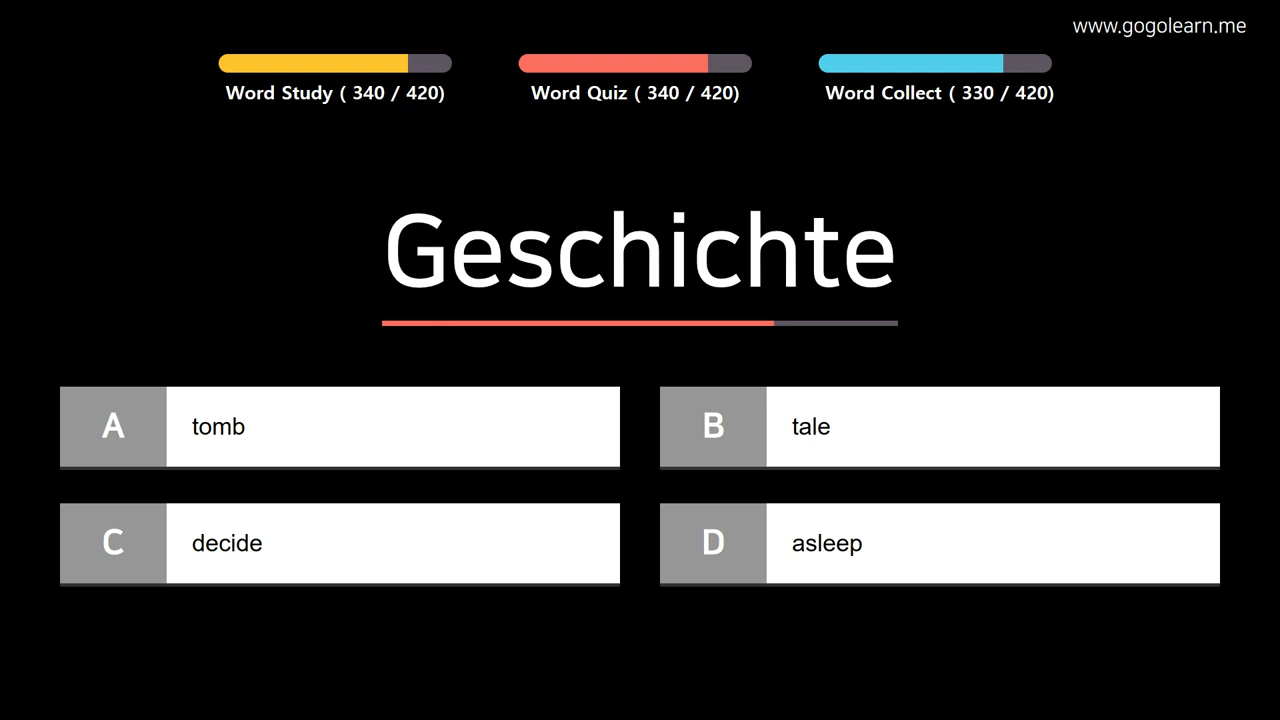 www.gogolearn.me
Word Study ( 340 / 420)
Word Quiz ( 340 / 420)
Word Collect ( 330 / 420)
Geschichte
A tomb
B tale
C decide
D asleep